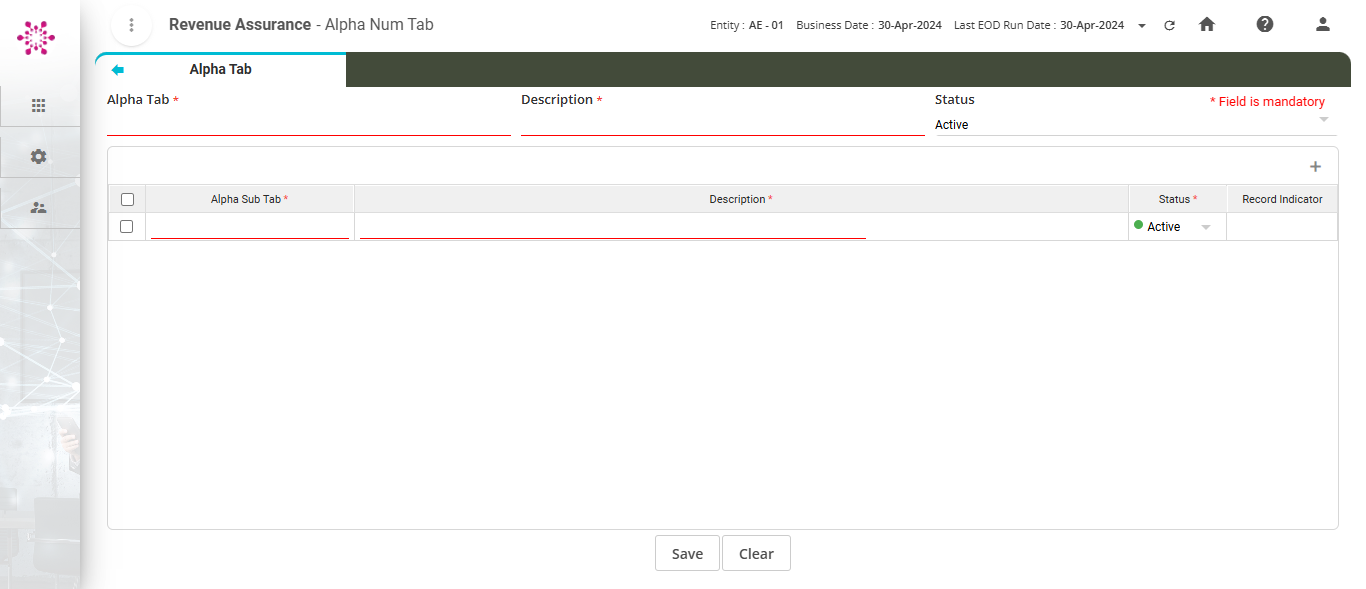 Revenue Assurance - Alpha Num Tab
Entity : AE - 01 Business Date : 30-Apr-2024 Last EOD Run Date : 30-Apr-2024
Alpha Tab
Alpha Tab * Description * Status * Field is mandatory
Active
+
Alpha Sub Tab * Description * Status * Record Indicator
Active
Save Clear